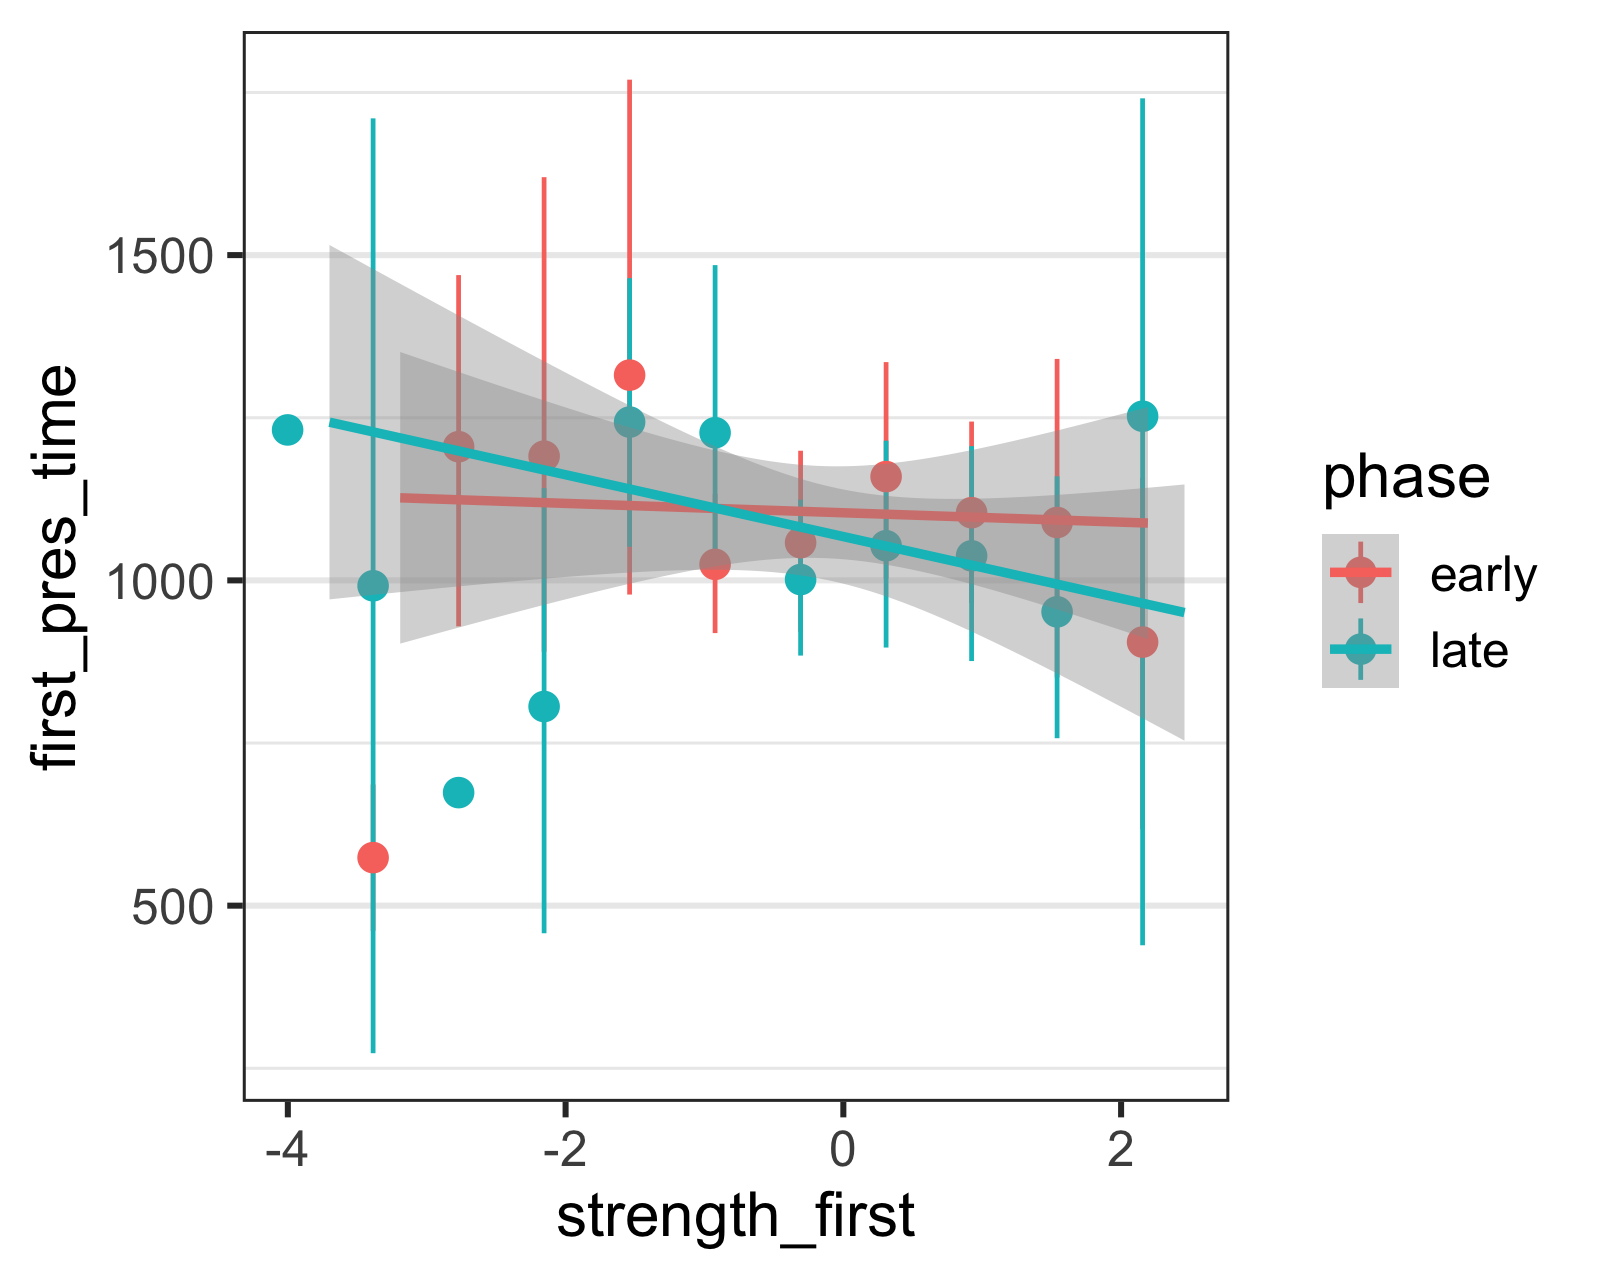 first_pres_time
1500
1000
500
-4
-2
0
2
strength_first
phase
early
late